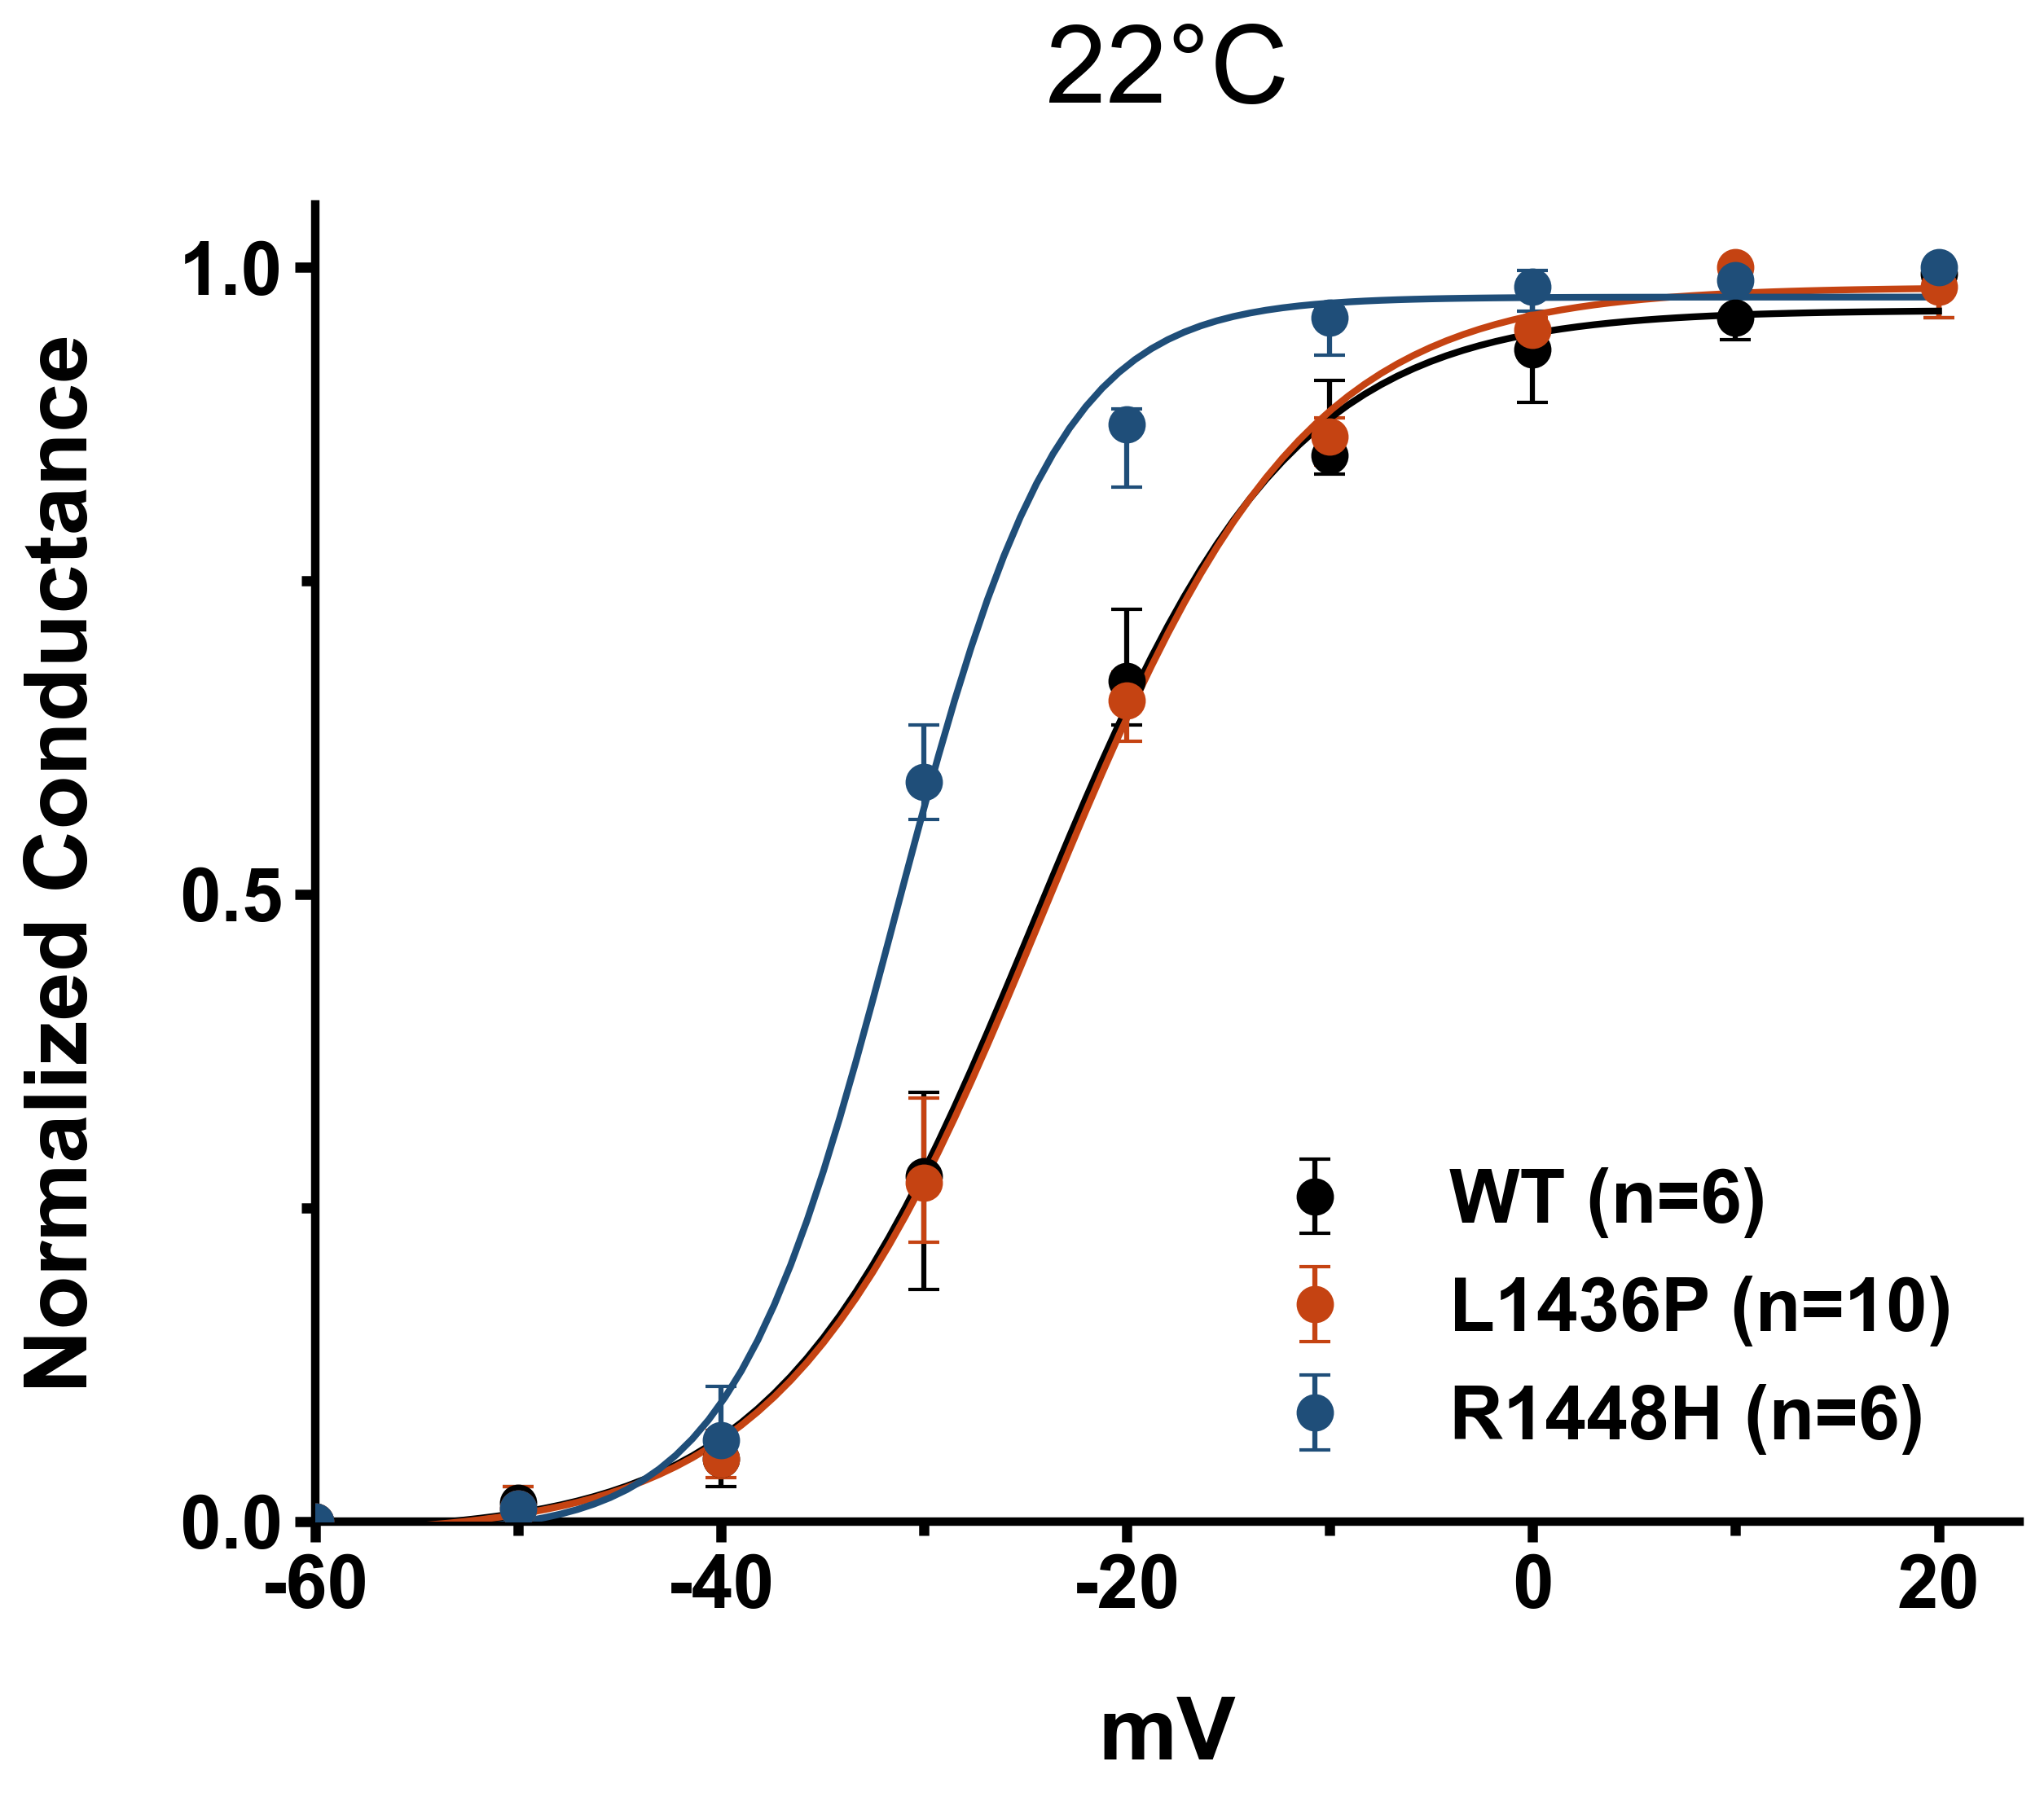 22°C
Normalized Conductance
1.0
0.5
0.0
-60
-40
-20
0
20
mV
WT (n=6)
L1436P (n=10)
R1448H (n=6)